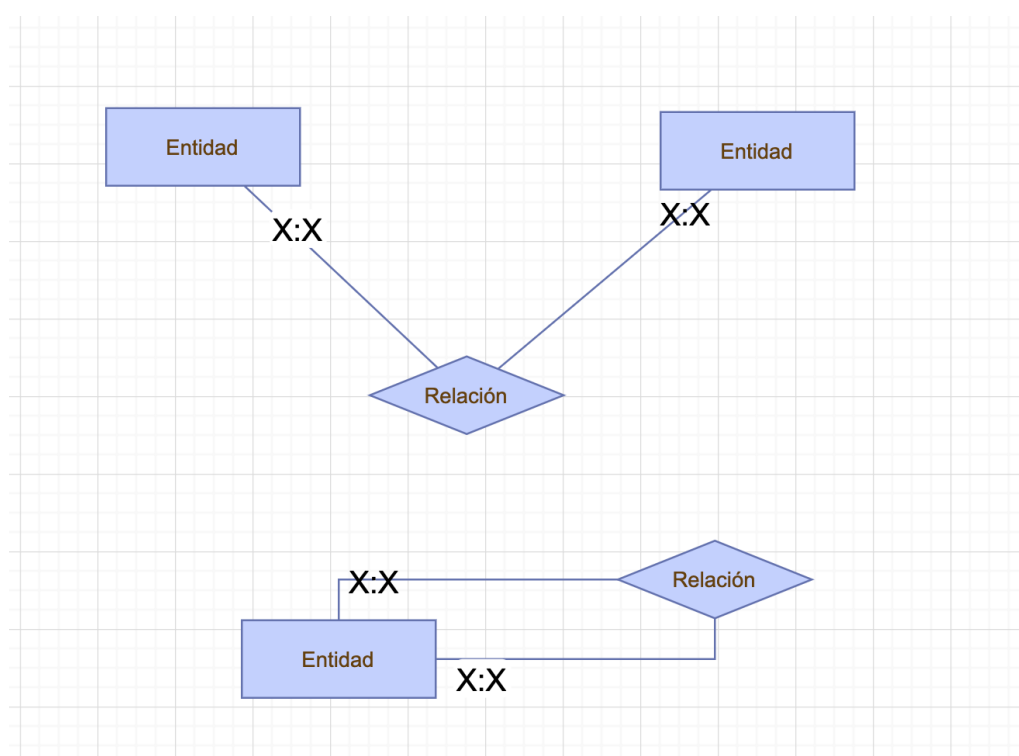 Entidad
Entidad
X:X
X:X
Relación
X:X
Relación
Entidad
X:X